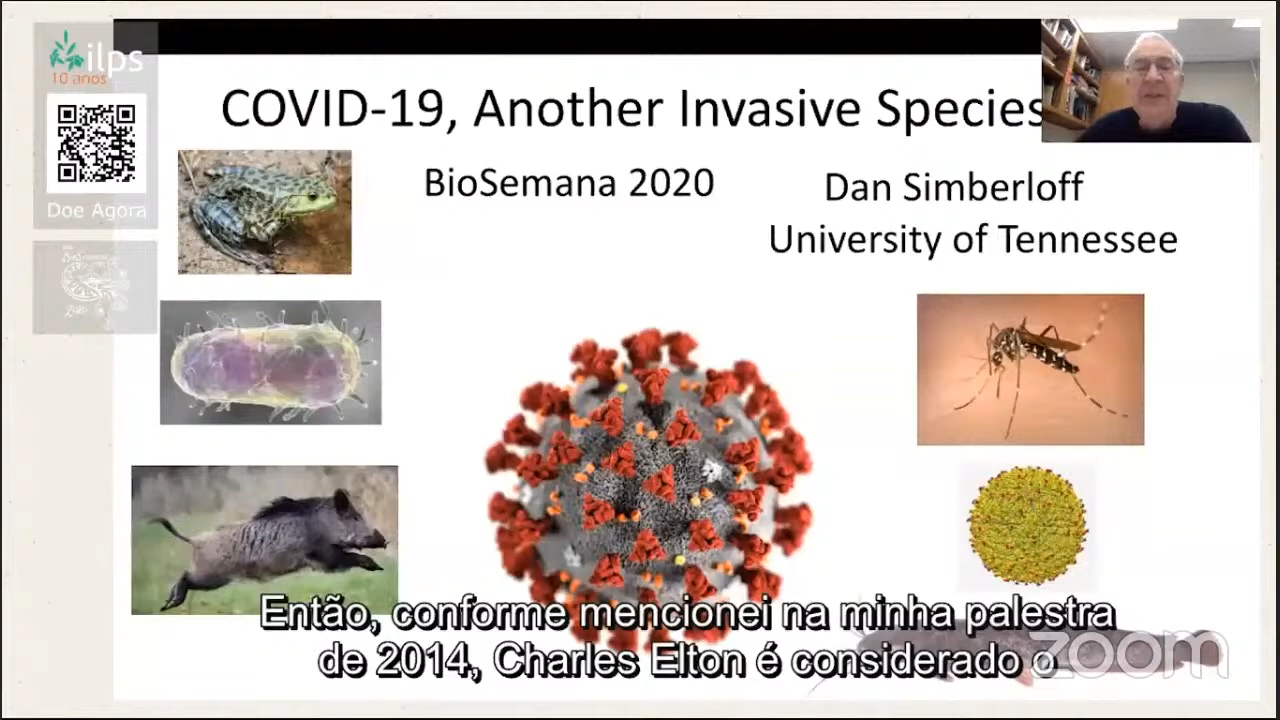 ilps
10 anos
Doe Agora
COVID-19, Another Invasive Species
BioSemana 2020
Dan Simberloff
University of Tennessee
Então, conforme mencionei na minha palestra
de 2014, Charles Elton é considerado o
zoom